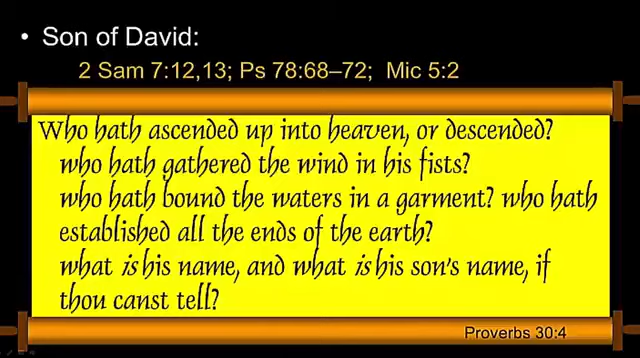 • Son of David:
2 Sam 7:12,13; Ps 78:68–72; Mic 5:2
Who hath ascended up into heaven, or descended?
who hath gathered the wind in his fists?
who hath bound the waters in a garment? who hath
established all the ends of the earth?
what is his name, and what is his son's name, if
thou canst tell?
Proverbs 30:4